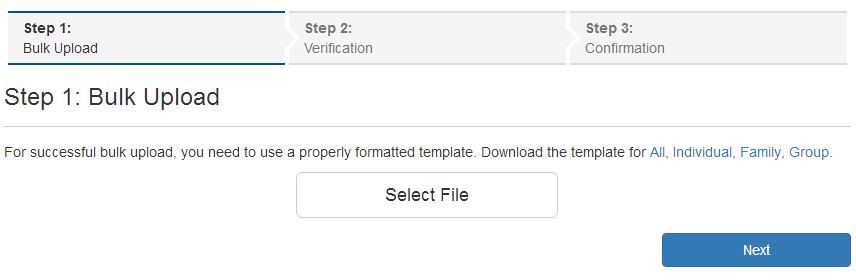 Step 1:
Bulk Upload
Step 2:
Verification
Step 3:
Confirmation
Step 1: Bulk Upload
For successful bulk upload, you need to use a properly formatted template. Download the template for All, Individual, Family, Group.
Select File
Next